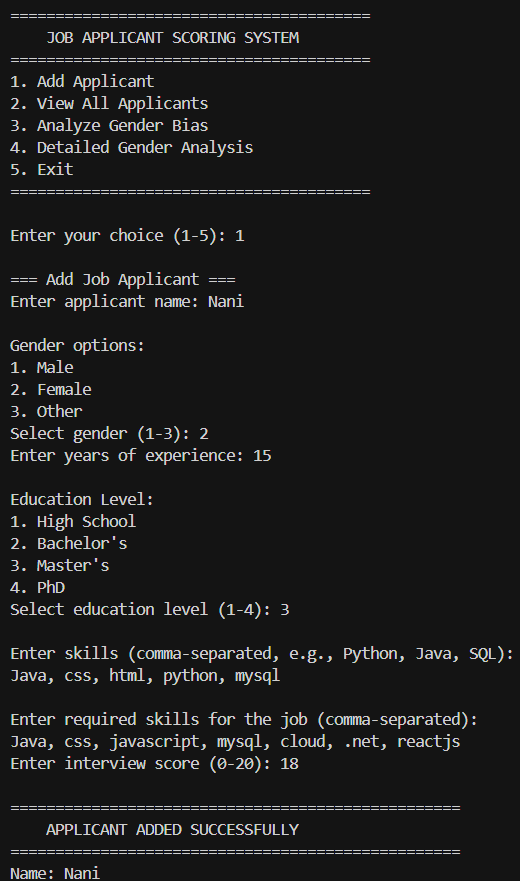 ========================================
    JOB APPLICANT SCORING SYSTEM
========================================
1. Add Applicant
2. View All Applicants
3. Analyze Gender Bias
4. Detailed Gender Analysis
5. Exit
========================================

Enter your choice (1-5): 1

=== Add Job Applicant ===
Enter applicant name: Nani

Gender options:
1. Male
2. Female
3. Other
Select gender (1-3): 2
Enter years of experience: 15

Education Level:
1. High School
2. Bachelor's
3. Master's
4. PhD
Select education level (1-4): 3

Enter skills (comma-separated, e.g., Python, Java, SQL):
Java, css, html, python, mysql

Enter required skills for the job (comma-separated):
Java, css, javascript, mysql, cloud, .net, reactjs
Enter interview score (0-20): 18

==================================================
    APPLICANT ADDED SUCCESSFULLY
==================================================
Name: Nani